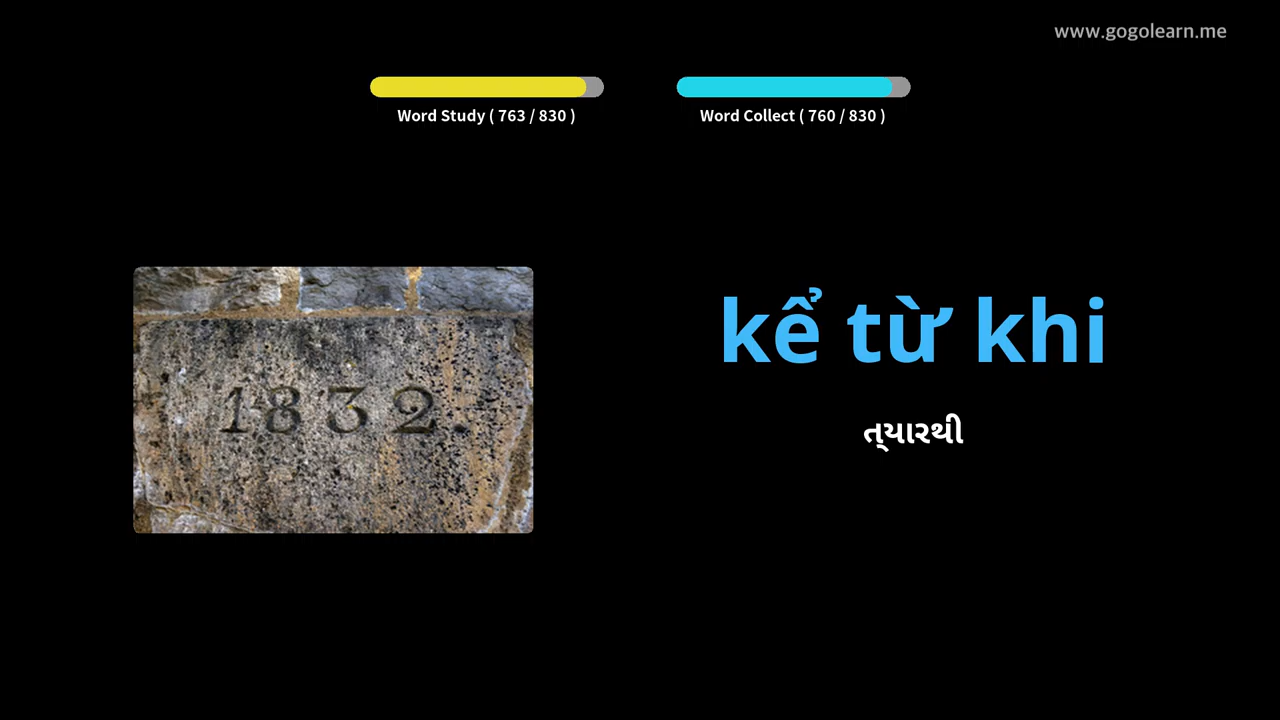 www.gogolearn.me
Word Study ( 763 / 830 )
Word Collect ( 760 / 830 )
1832.
kể từ khi
ત્યારથી